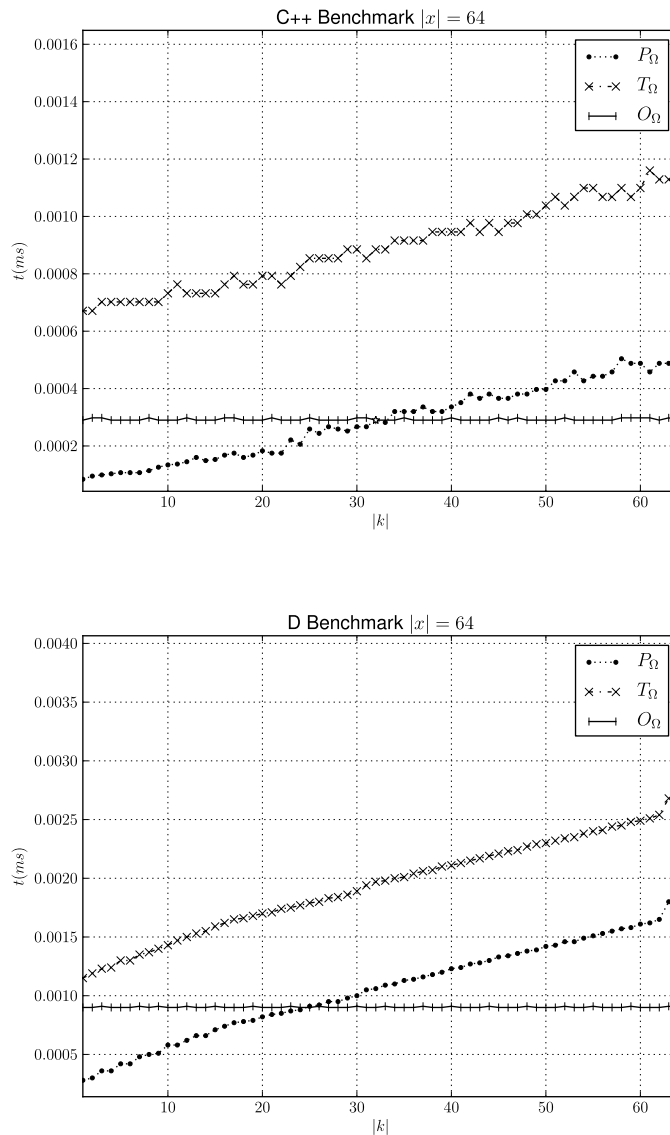 C++ Benchmark |x| = 64
0.0016
0.0014
0.0012
0.0010
0.0008
0.0006
0.0004
0.0002
t(ms)
P_Ω
T_Ω
O_Ω
10 20 30 40 50 60
|k|
D Benchmark |x| = 64
0.0040
0.0035
0.0030
0.0025
0.0020
0.0015
0.0010
0.0005
t(ms)
P_Ω
T_Ω
O_Ω
10 20 30 40 50 60
|k|